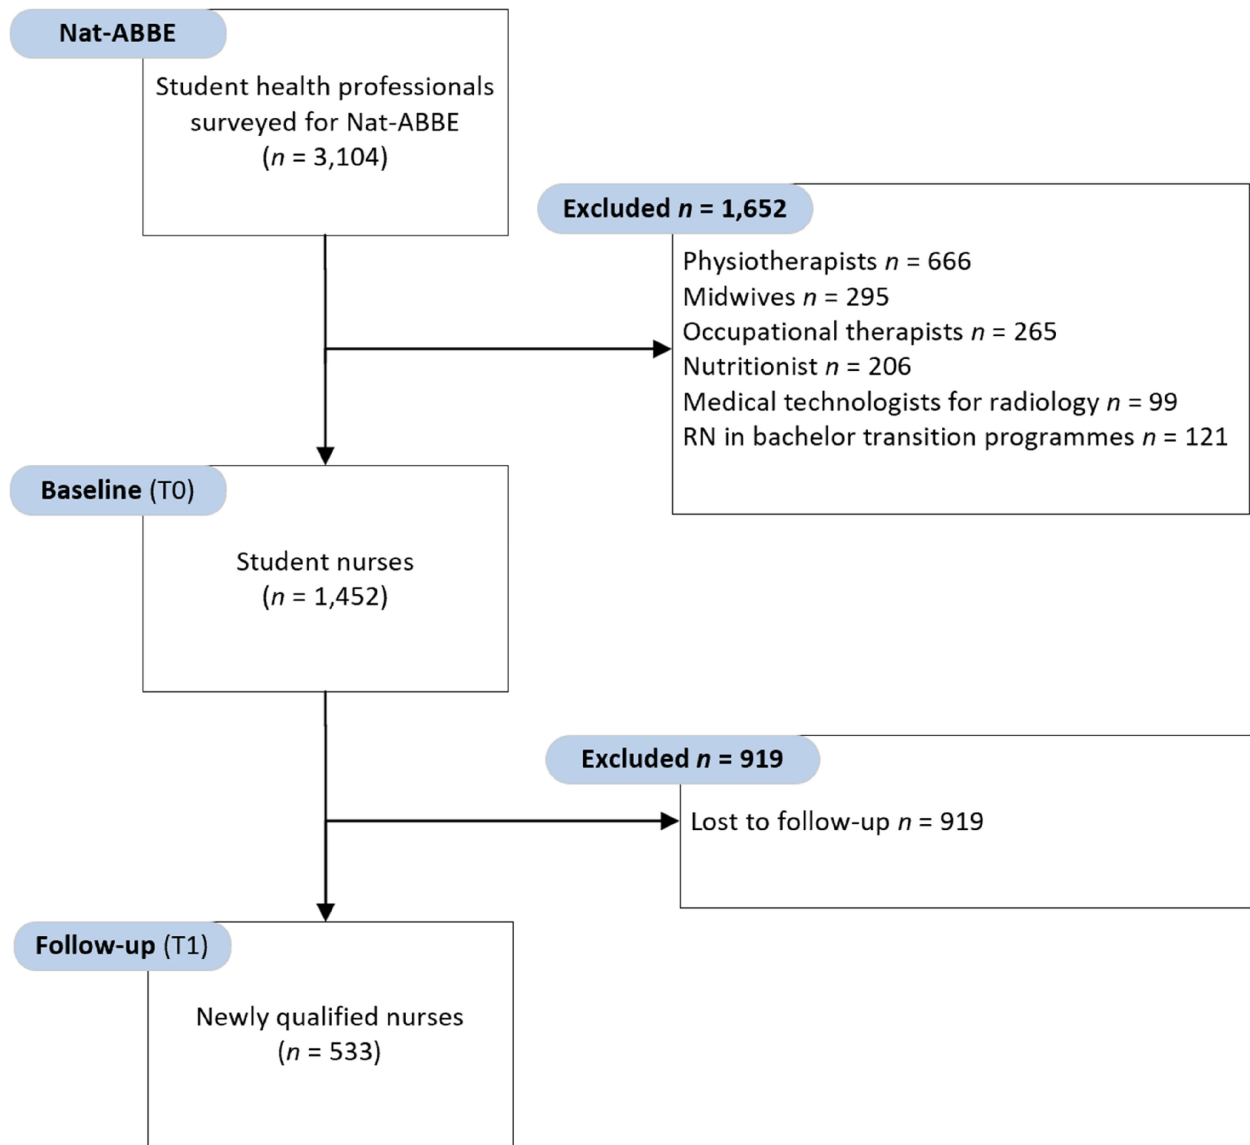 Nat-ABBE
Student health professionals
surveyed for Nat-ABBE
(n = 3,104)
Excluded n = 1,652
Physiotherapists n = 666
Midwives n = 295
Occupational therapists n = 265
Nutritionist n = 206
Medical technologists for radiology n = 99
RN in bachelor transition programmes n = 121
Baseline (T0)
Student nurses
(n = 1,452)
Excluded n = 919
Lost to follow-up n = 919
Follow-up (T1)
Newly qualified nurses
(n = 533)